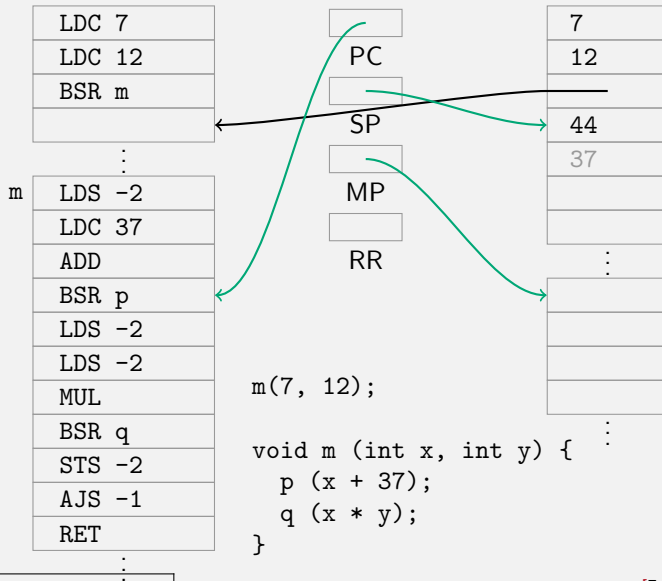 LDC 7
LDC 12
BSR m
⋮
m LDS -2
LDC 37
ADD
BSR p
LDS -2
LDS -2
MUL
BSR q
STS -2
AJS -1
RET
⋮
PC
SP
MP
RR
m(7, 12);
void m (int x, int y) {
p (x + 37);
q (x * y);
}
7
12
44
37
⋮
⋮